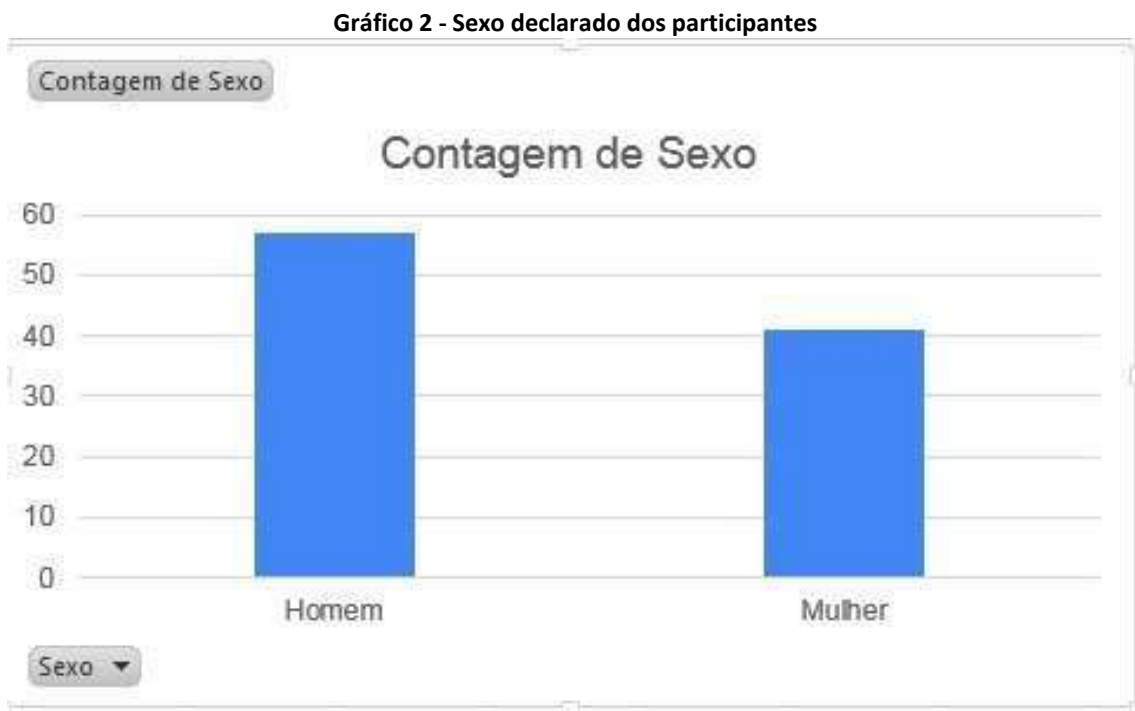 Gráfico 2 - Sexo declarado dos participantes
Contagem de Sexo
Contagem de Sexo
60
50
40
30
20
10
0
Homem Mulher
Sexo